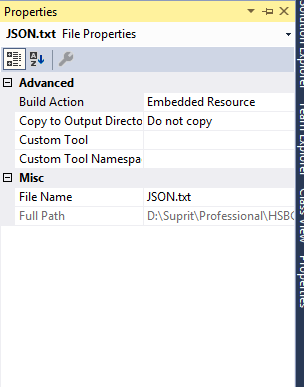 Properties
JSON.txt File Properties
Advanced
Build Action Embedded Resource
Copy to Output Directo Do not copy
Custom Tool
Custom Tool Namespa
Misc
File Name JSON.txt
Full Path D:\Suprit\Professional\HSBC
Solution Explorer
Team Explorer
Class View
Properties